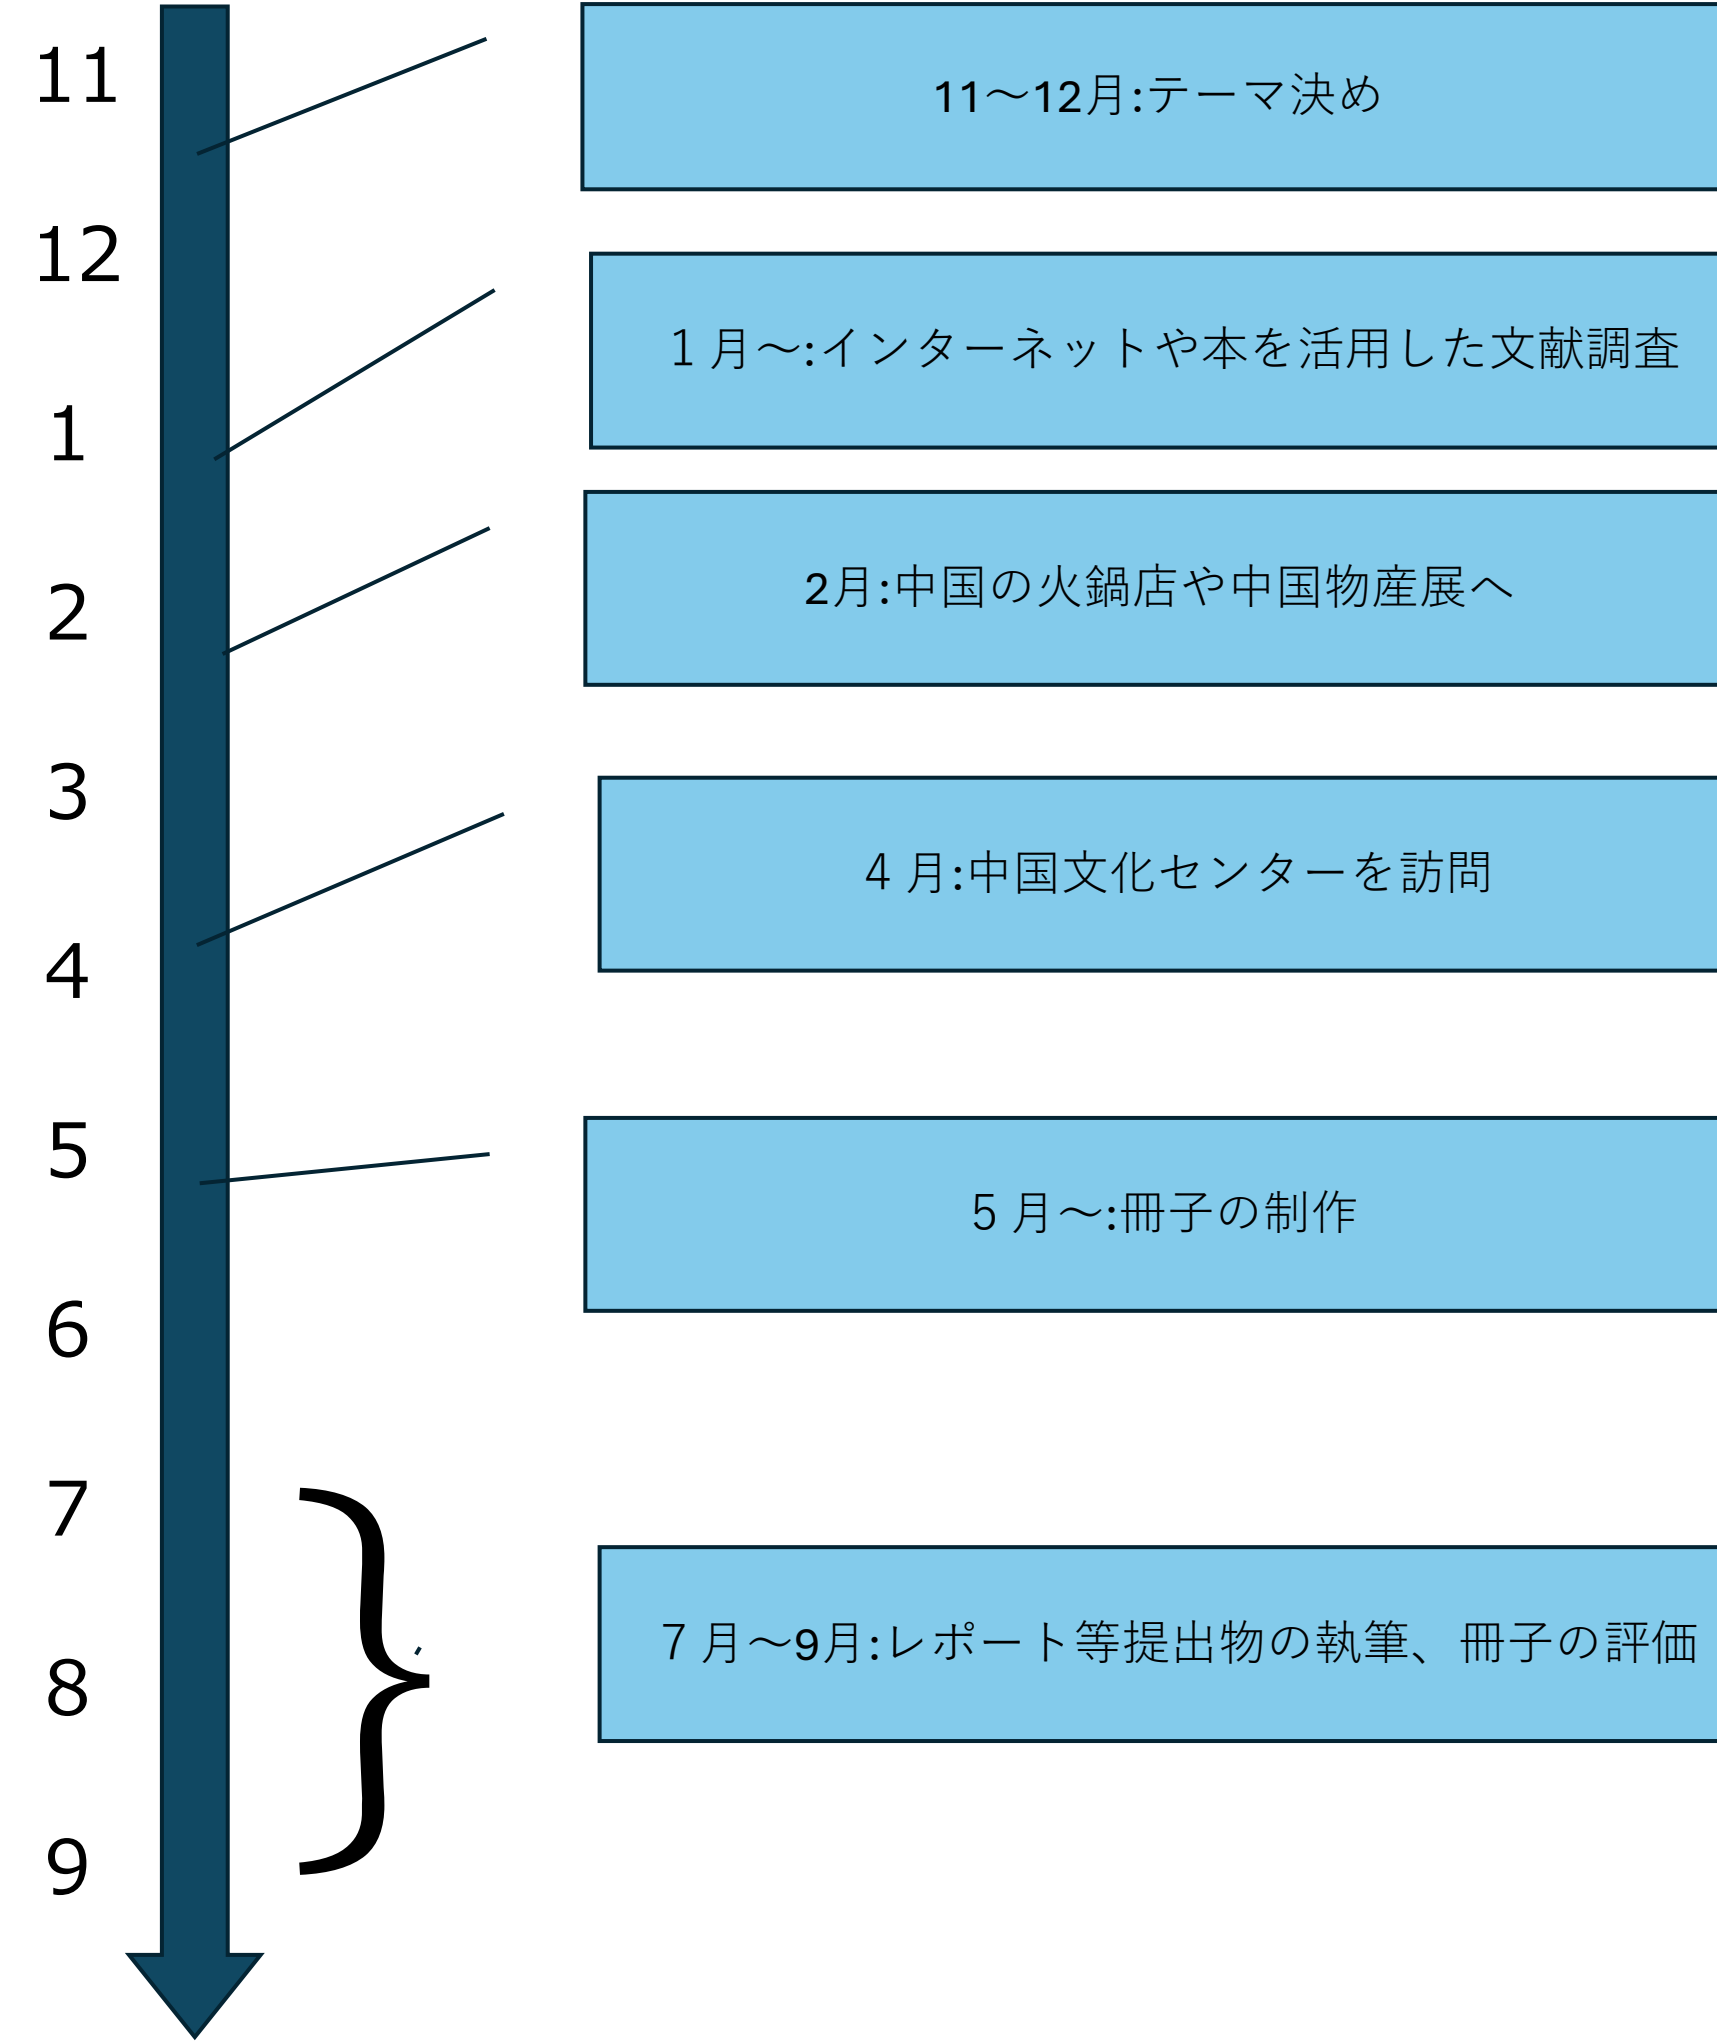 11
11～12月:テーマ決め
12
１月～:インターネットや本を活用した文献調査
1
2月:中国の火鍋店や中国物産展へ
2
3
４月:中国文化センターを訪問
4
5
５月～:冊子の制作
6
7
７月～9月:レポート等提出物の執筆、冊子の評価
8
9